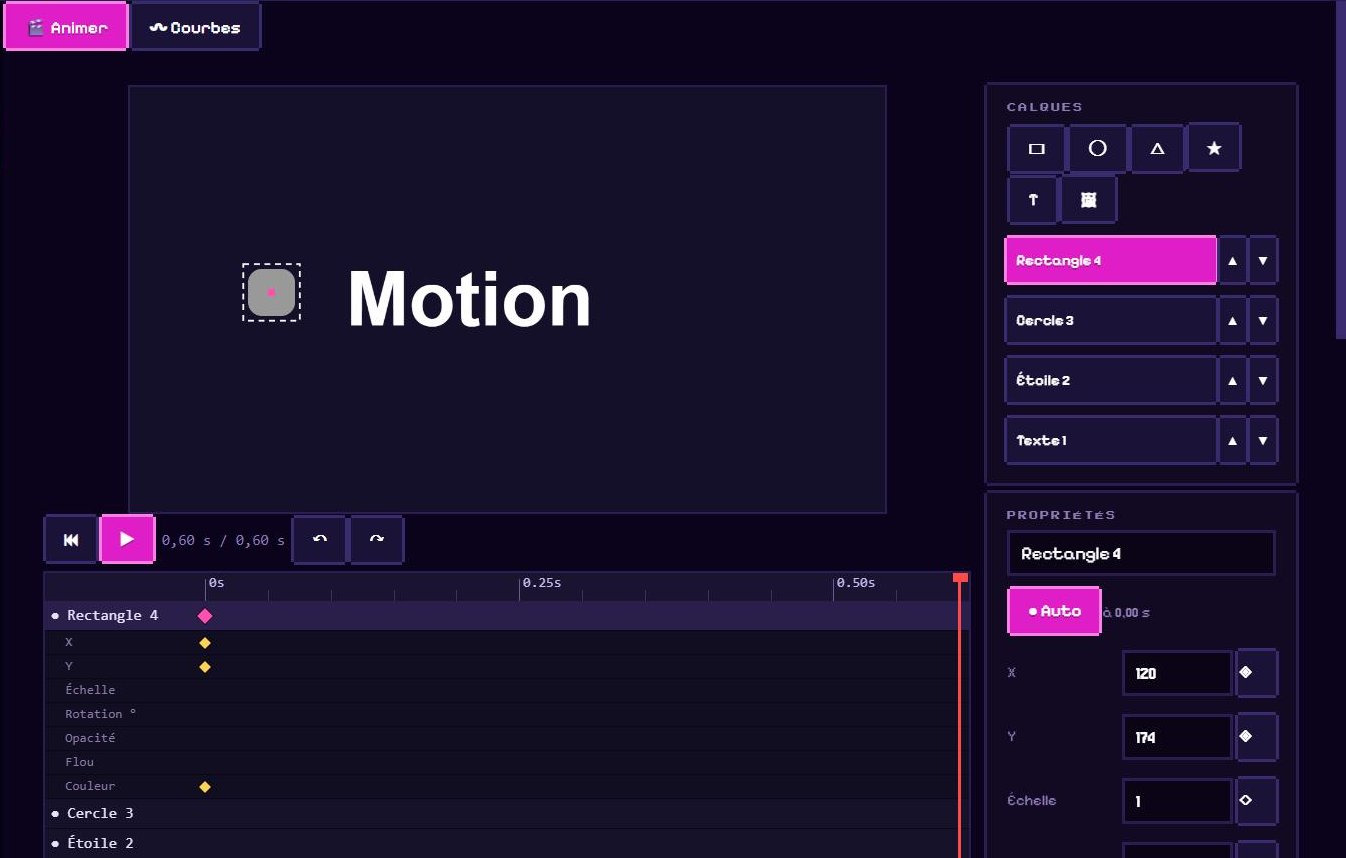 Animer
Courbes
CALQUES
T
Rectangle 4
Cercle 3
Étoile 2
Texte 1
Motion
PROPRIÉTÉS
Rectangle 4
Auto à 0,00 s
X 120
Y 174
Échelle 1
0,60 s / 0,60 s
0s 0.25s 0.50s
Rectangle 4
X
Y
Échelle
Rotation °
Opacité
Flou
Couleur
Cercle 3
Étoile 2